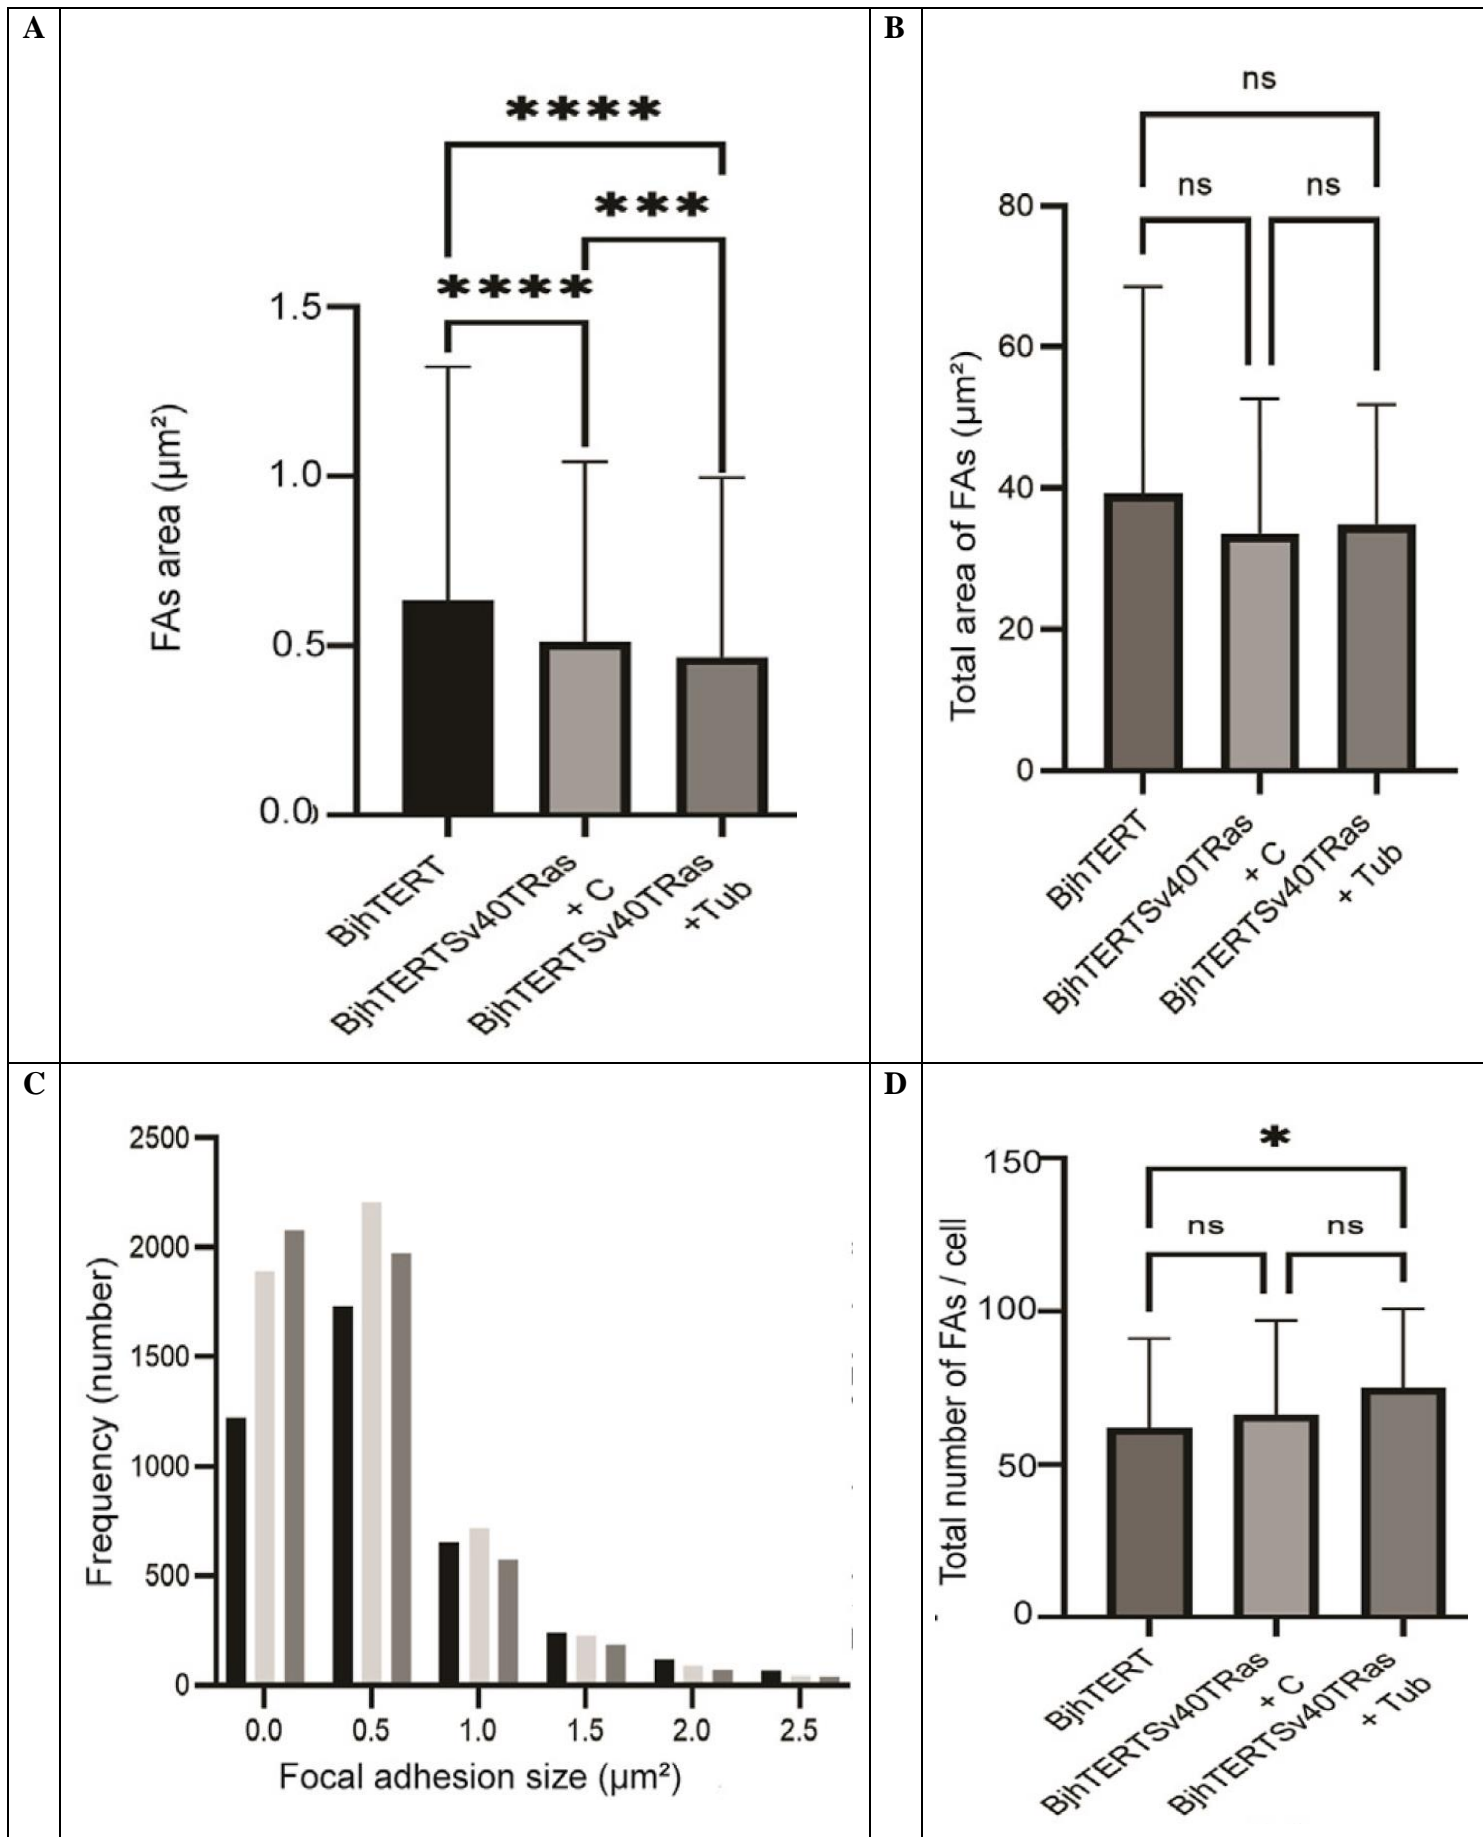 A
****
***
****
1.5
1.0
0.5
0.0
FAs area (µm²)
BjhTERT
BjhTERTSv40TRas
+ C
BjhTERTSv40TRas
+Tub
B
ns
ns
ns
80
60
40
20
0
Total area of FAs (µm²)
BjhTERT
BjhTERTSv40TRas
+ C
BjhTERTSv40TRas
+ Tub
C
2500
2000
1500
1000
500
0
Frequency (number)
0.0 0.5 1.0 1.5 2.0 2.5
Focal adhesion size (µm²)
D
*
ns
ns
150
100
50
0
Total number of FAs / cell
BjhTERT
BjhTERTSv40TRas
+ C
BjhTERTSv40TRas
+ Tub